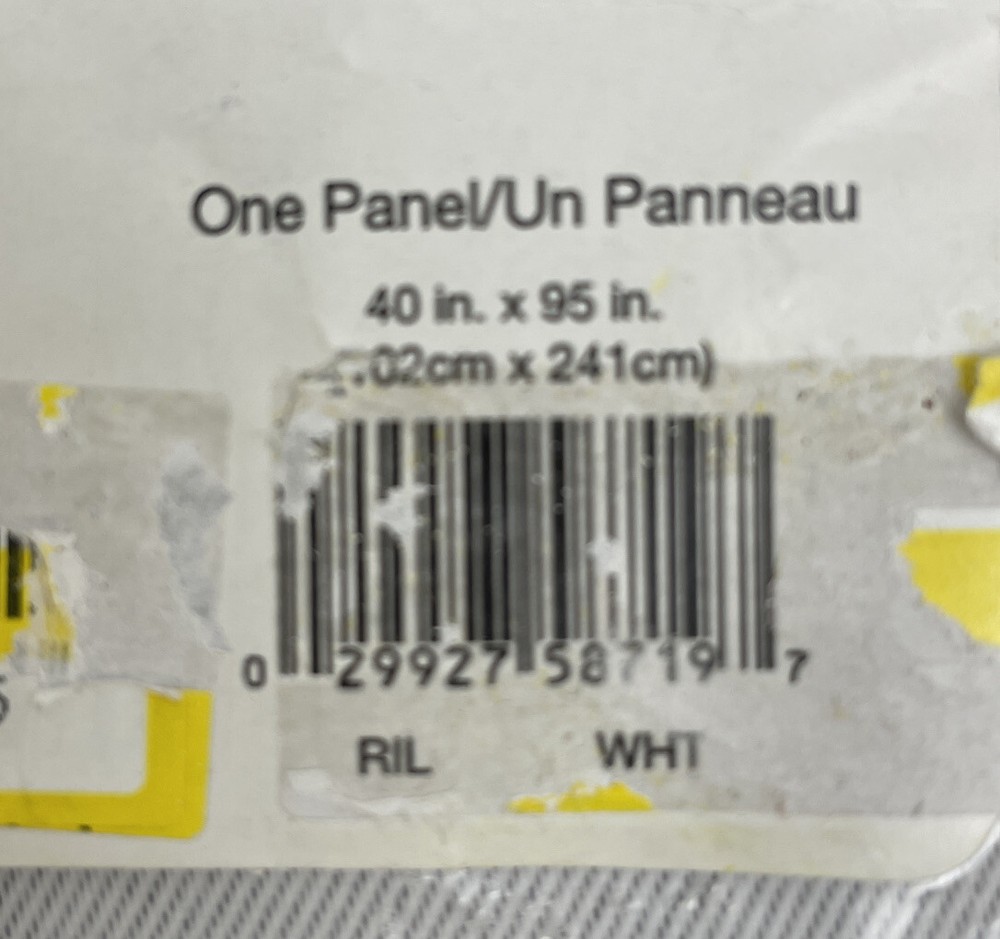 One Panel/Un Panneau
40 in. x 95 in.
02cm x 241cm)
0 29927 58719 7
RIL WHT